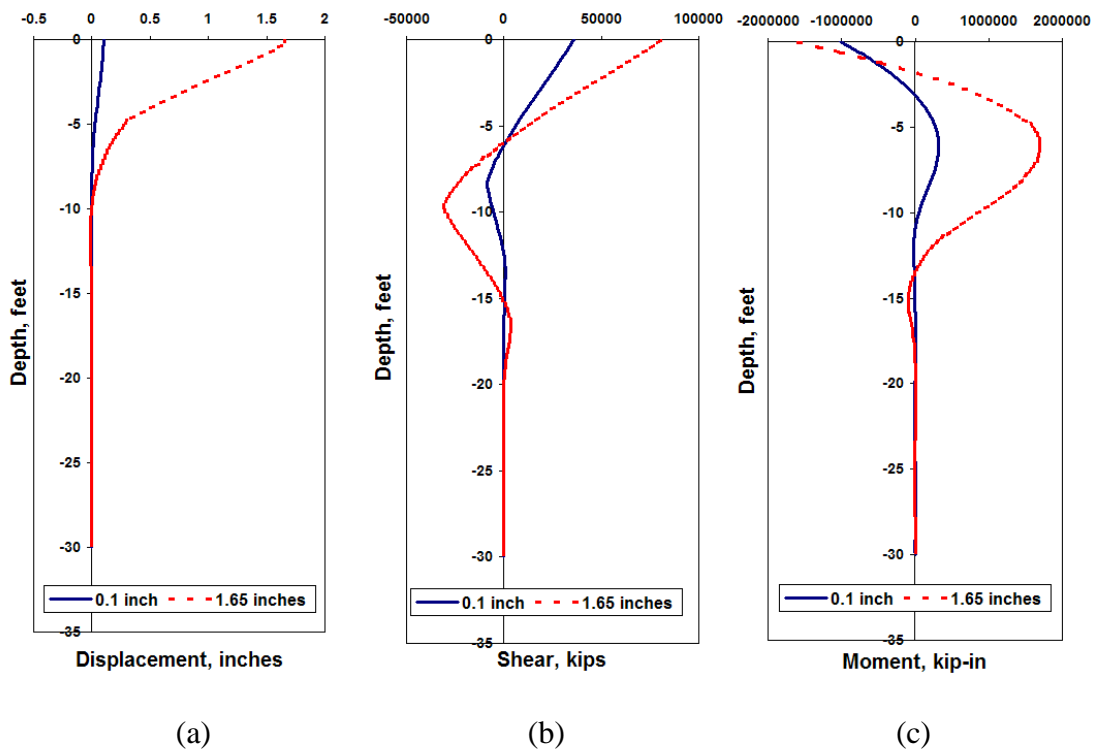 -0.5 0 0.5 1 1.5 2
0
-5
-10
-15
-20
-25
-30
-35
Depth, feet
0.1 inch 1.65 inches
Displacement, inches
(a)
-50000 0 50000 100000
0
-5
-10
-15
-20
-25
-30
-35
Depth, feet
0.1 inch 1.65 inches
Shear, kips
(b)
-2000000 -1000000 0 1000000 2000000
0
-5
-10
-15
-20
-25
-30
-35
Depth, feet
0.1 inch 1.65 inches
Moment, kip-in
(c)